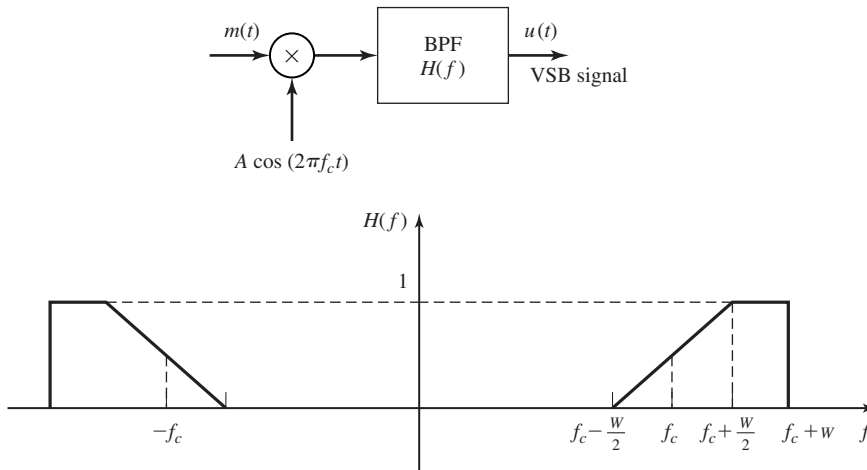 m(t)
×
BPF
H(f)
u(t)
VSB signal
A cos (2πf_c t)
H(f)
1
−f_c
f_c − W/2
f_c
f_c + W/2
f_c + W
f